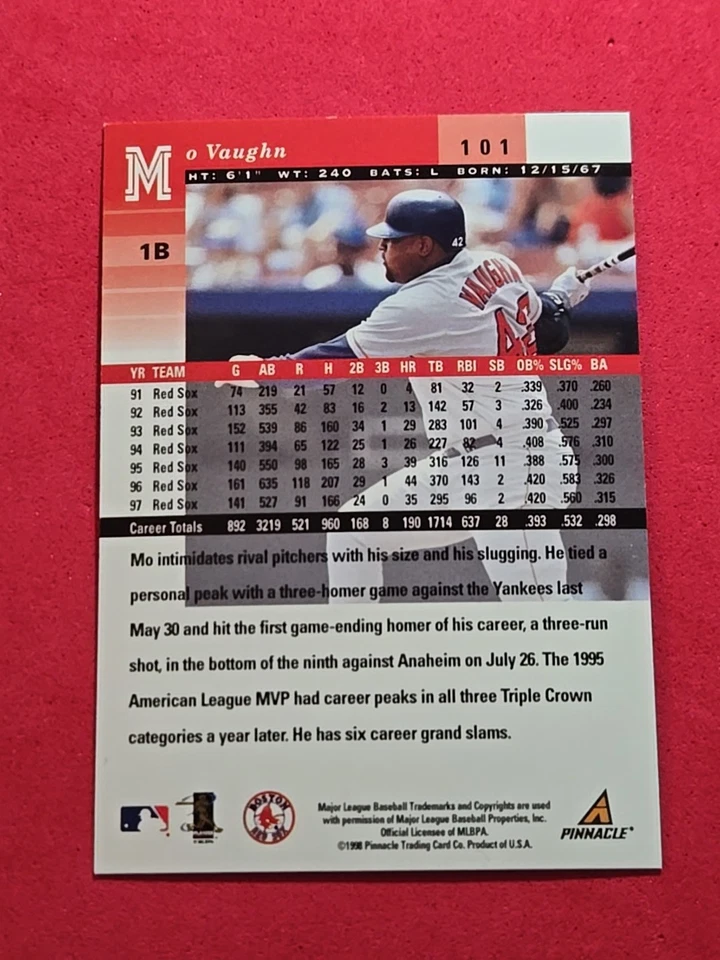 Mo Vaughn
101
HT: 6'1" WT: 240 BATS: L BORN: 12/15/67
1B
42
VAUGHN
42
YR TEAM G AB R H 2B 3B HR TB RBI SB OB% SLG% BA
91 Red Sox 74 219 21 57 12 0 4 81 32 2 .339 .370 .260
92 Red Sox 113 355 42 83 16 2 13 142 57 3 .326 .400 .234
93 Red Sox 152 539 86 160 34 1 29 283 101 4 .390 .525 .297
94 Red Sox 111 394 65 122 25 1 26 227 82 4 .408 .576 .310
95 Red Sox 140 550 98 165 28 3 39 316 126 11 .388 .575 .300
96 Red Sox 161 635 118 207 29 1 44 370 143 2 .420 .583 .326
97 Red Sox 141 527 91 166 24 0 35 295 96 2 .420 .560 .315
Career Totals 892 3219 521 960 168 8 190 1714 637 28 .393 .532 .298
Mo intimidates rival pitchers with his size and his slugging. He tied a
personal peak with a three-homer game against the Yankees last
May 30 and hit the first game-ending homer of his career, a three-run
shot, in the bottom of the ninth against Anaheim on July 26. The 1995
American League MVP had career peaks in all three Triple Crown
categories a year later. He has six career grand slams.
BOSTON
RED SOX
Major League Baseball Trademarks and Copyrights are used
with permission of Major League Baseball Properties, Inc.
Official Licensee of MLBPA.
©1998 Pinnacle Trading Card Co. Product of U.S.A.
PINNACLE